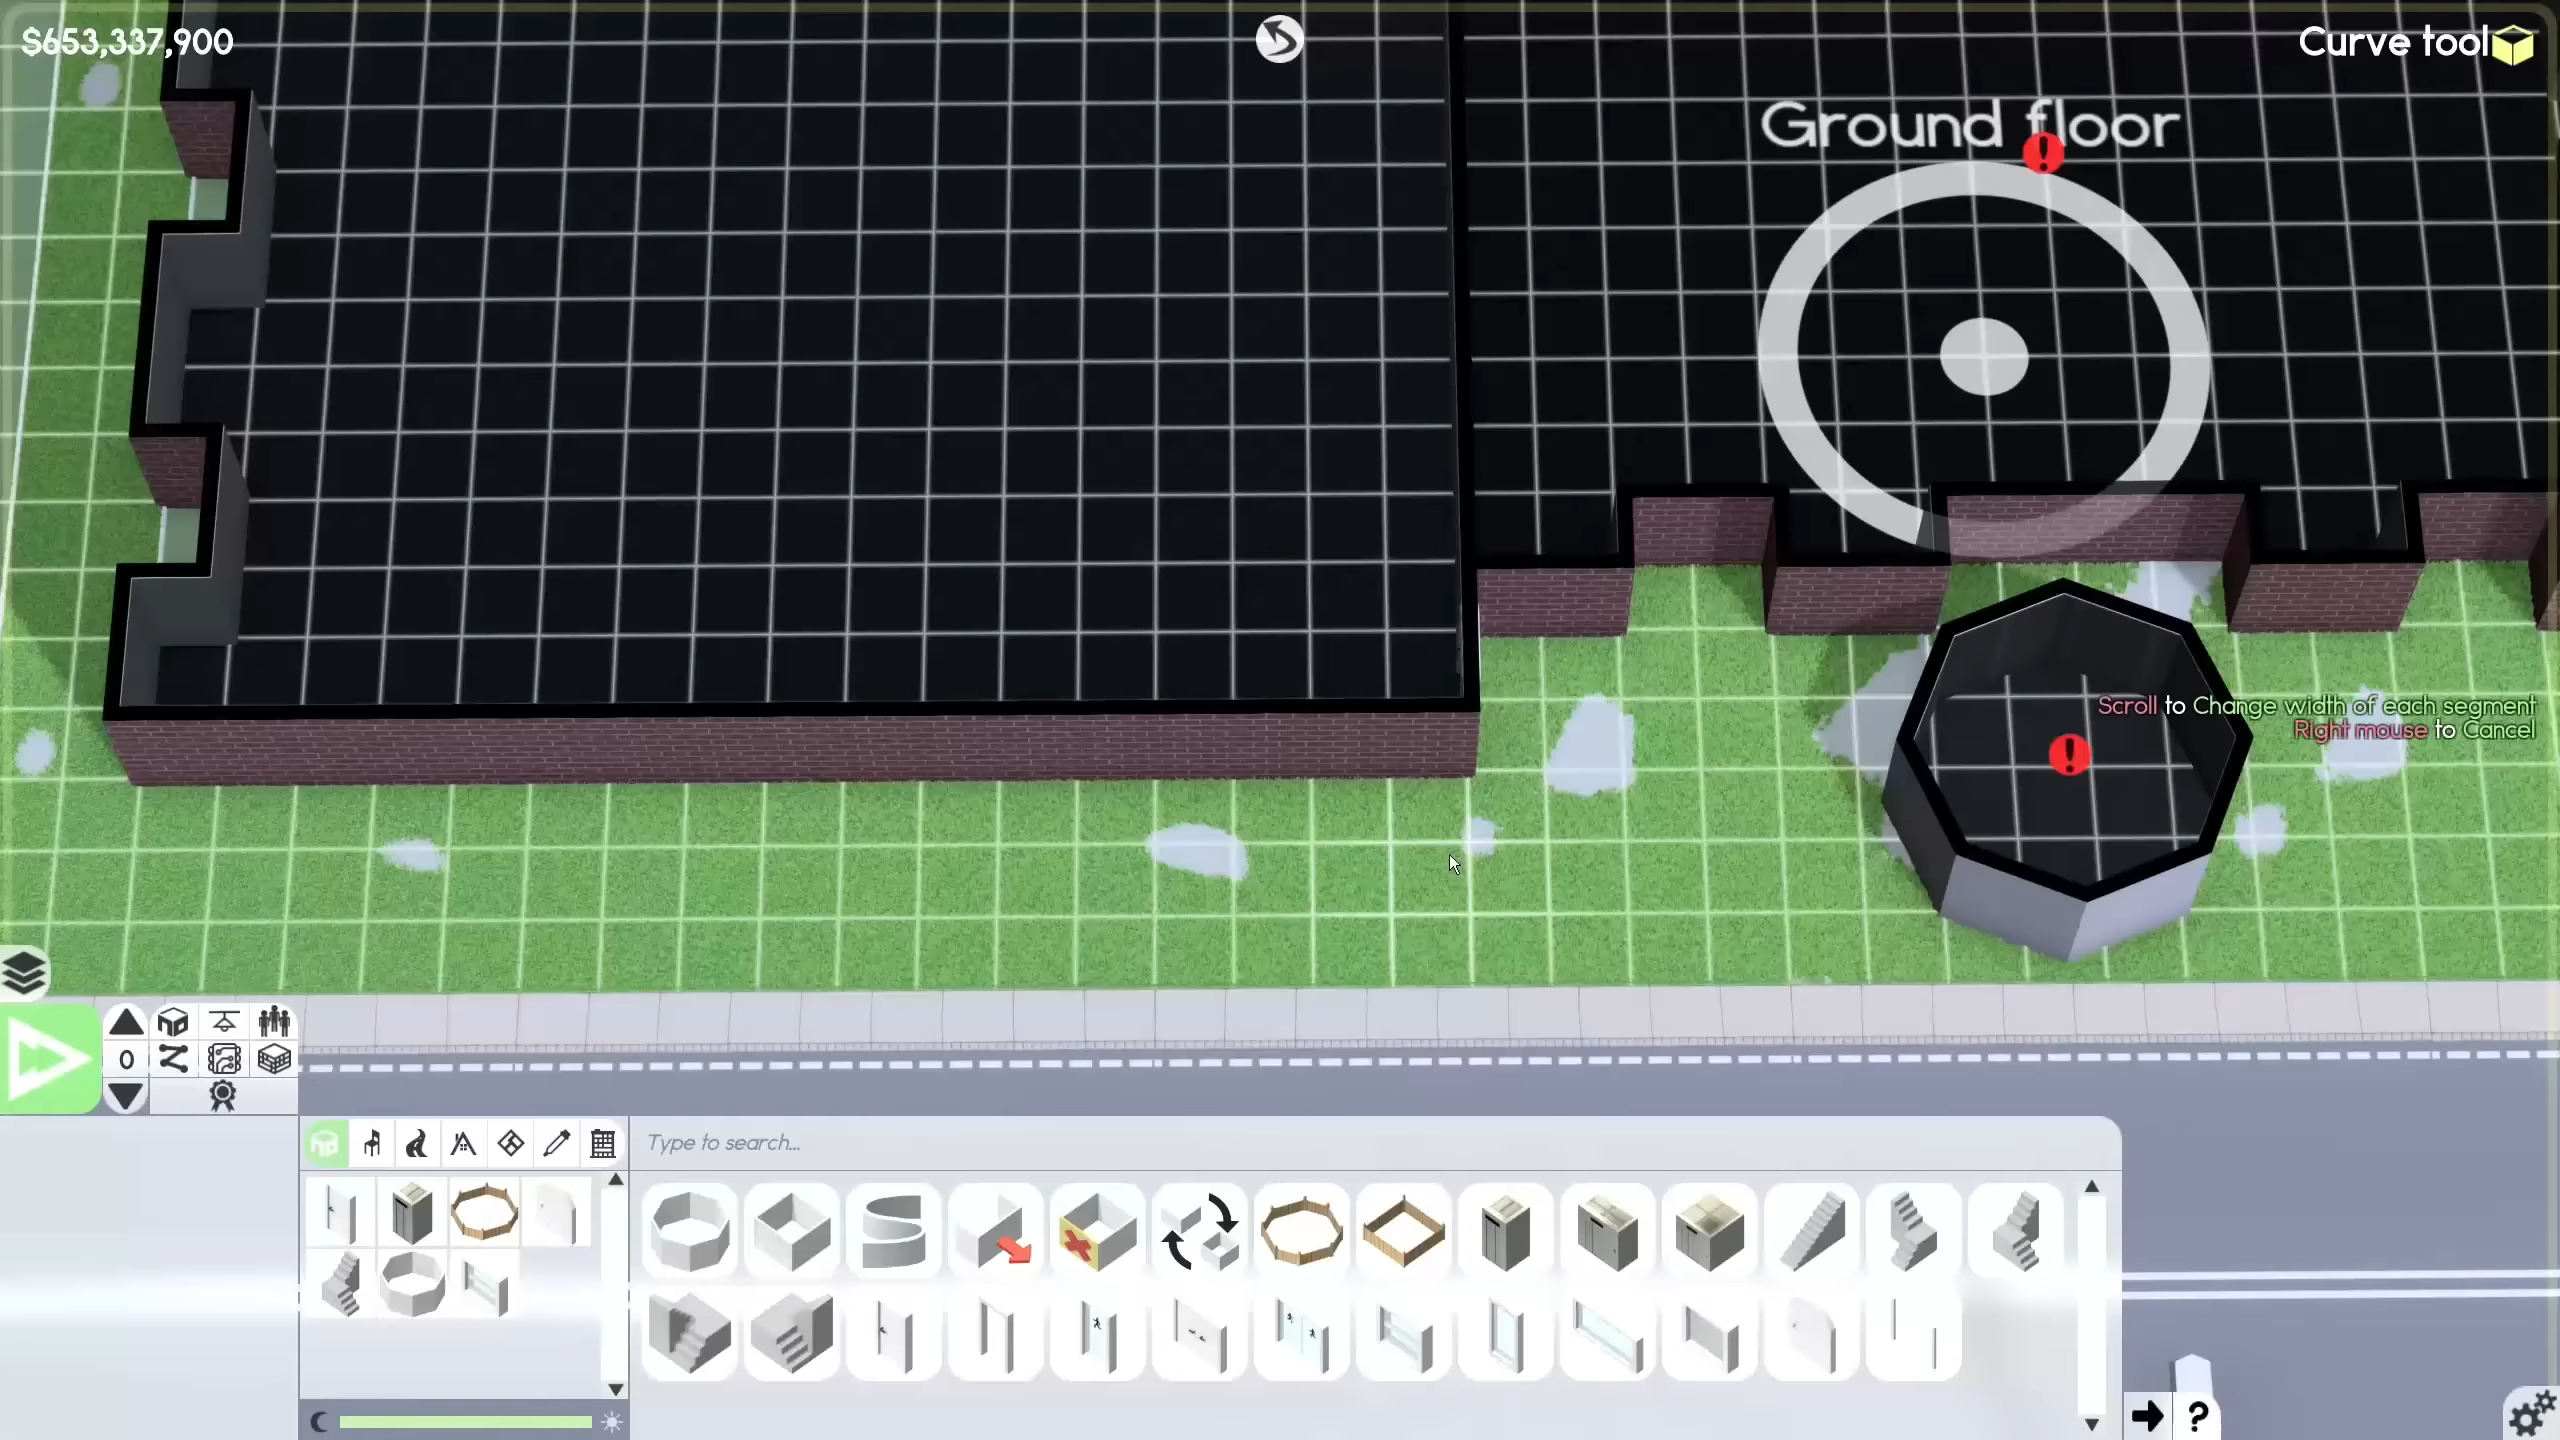 $653,337,900
Curve tool
Ground floor
Scroll to Change width of each segment
Right mouse to Cancel
0
Type to search...
?